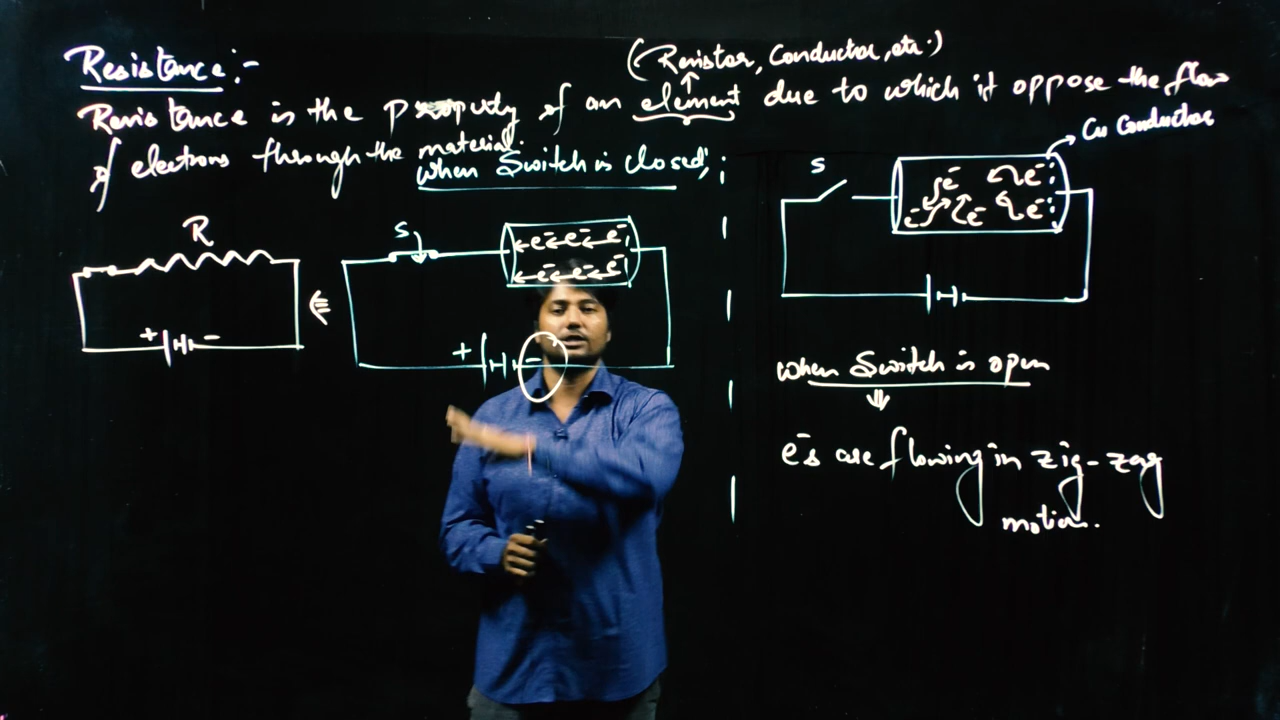 Resistance :-
(Resistor, Conductor, etc.)
Resistance is the property of an element due to which it oppose the flow
of electrons through the material.
Cu Conductor
when Switch is closed;
S
e⁻ e⁻ e⁻
e⁻ e⁻
R
S
e⁻ e⁻ e⁻
e⁻ e⁻ e⁻
+ -
+ -
when Switch is open
⇓
e⁻s are flowing in zig-zag
motion.